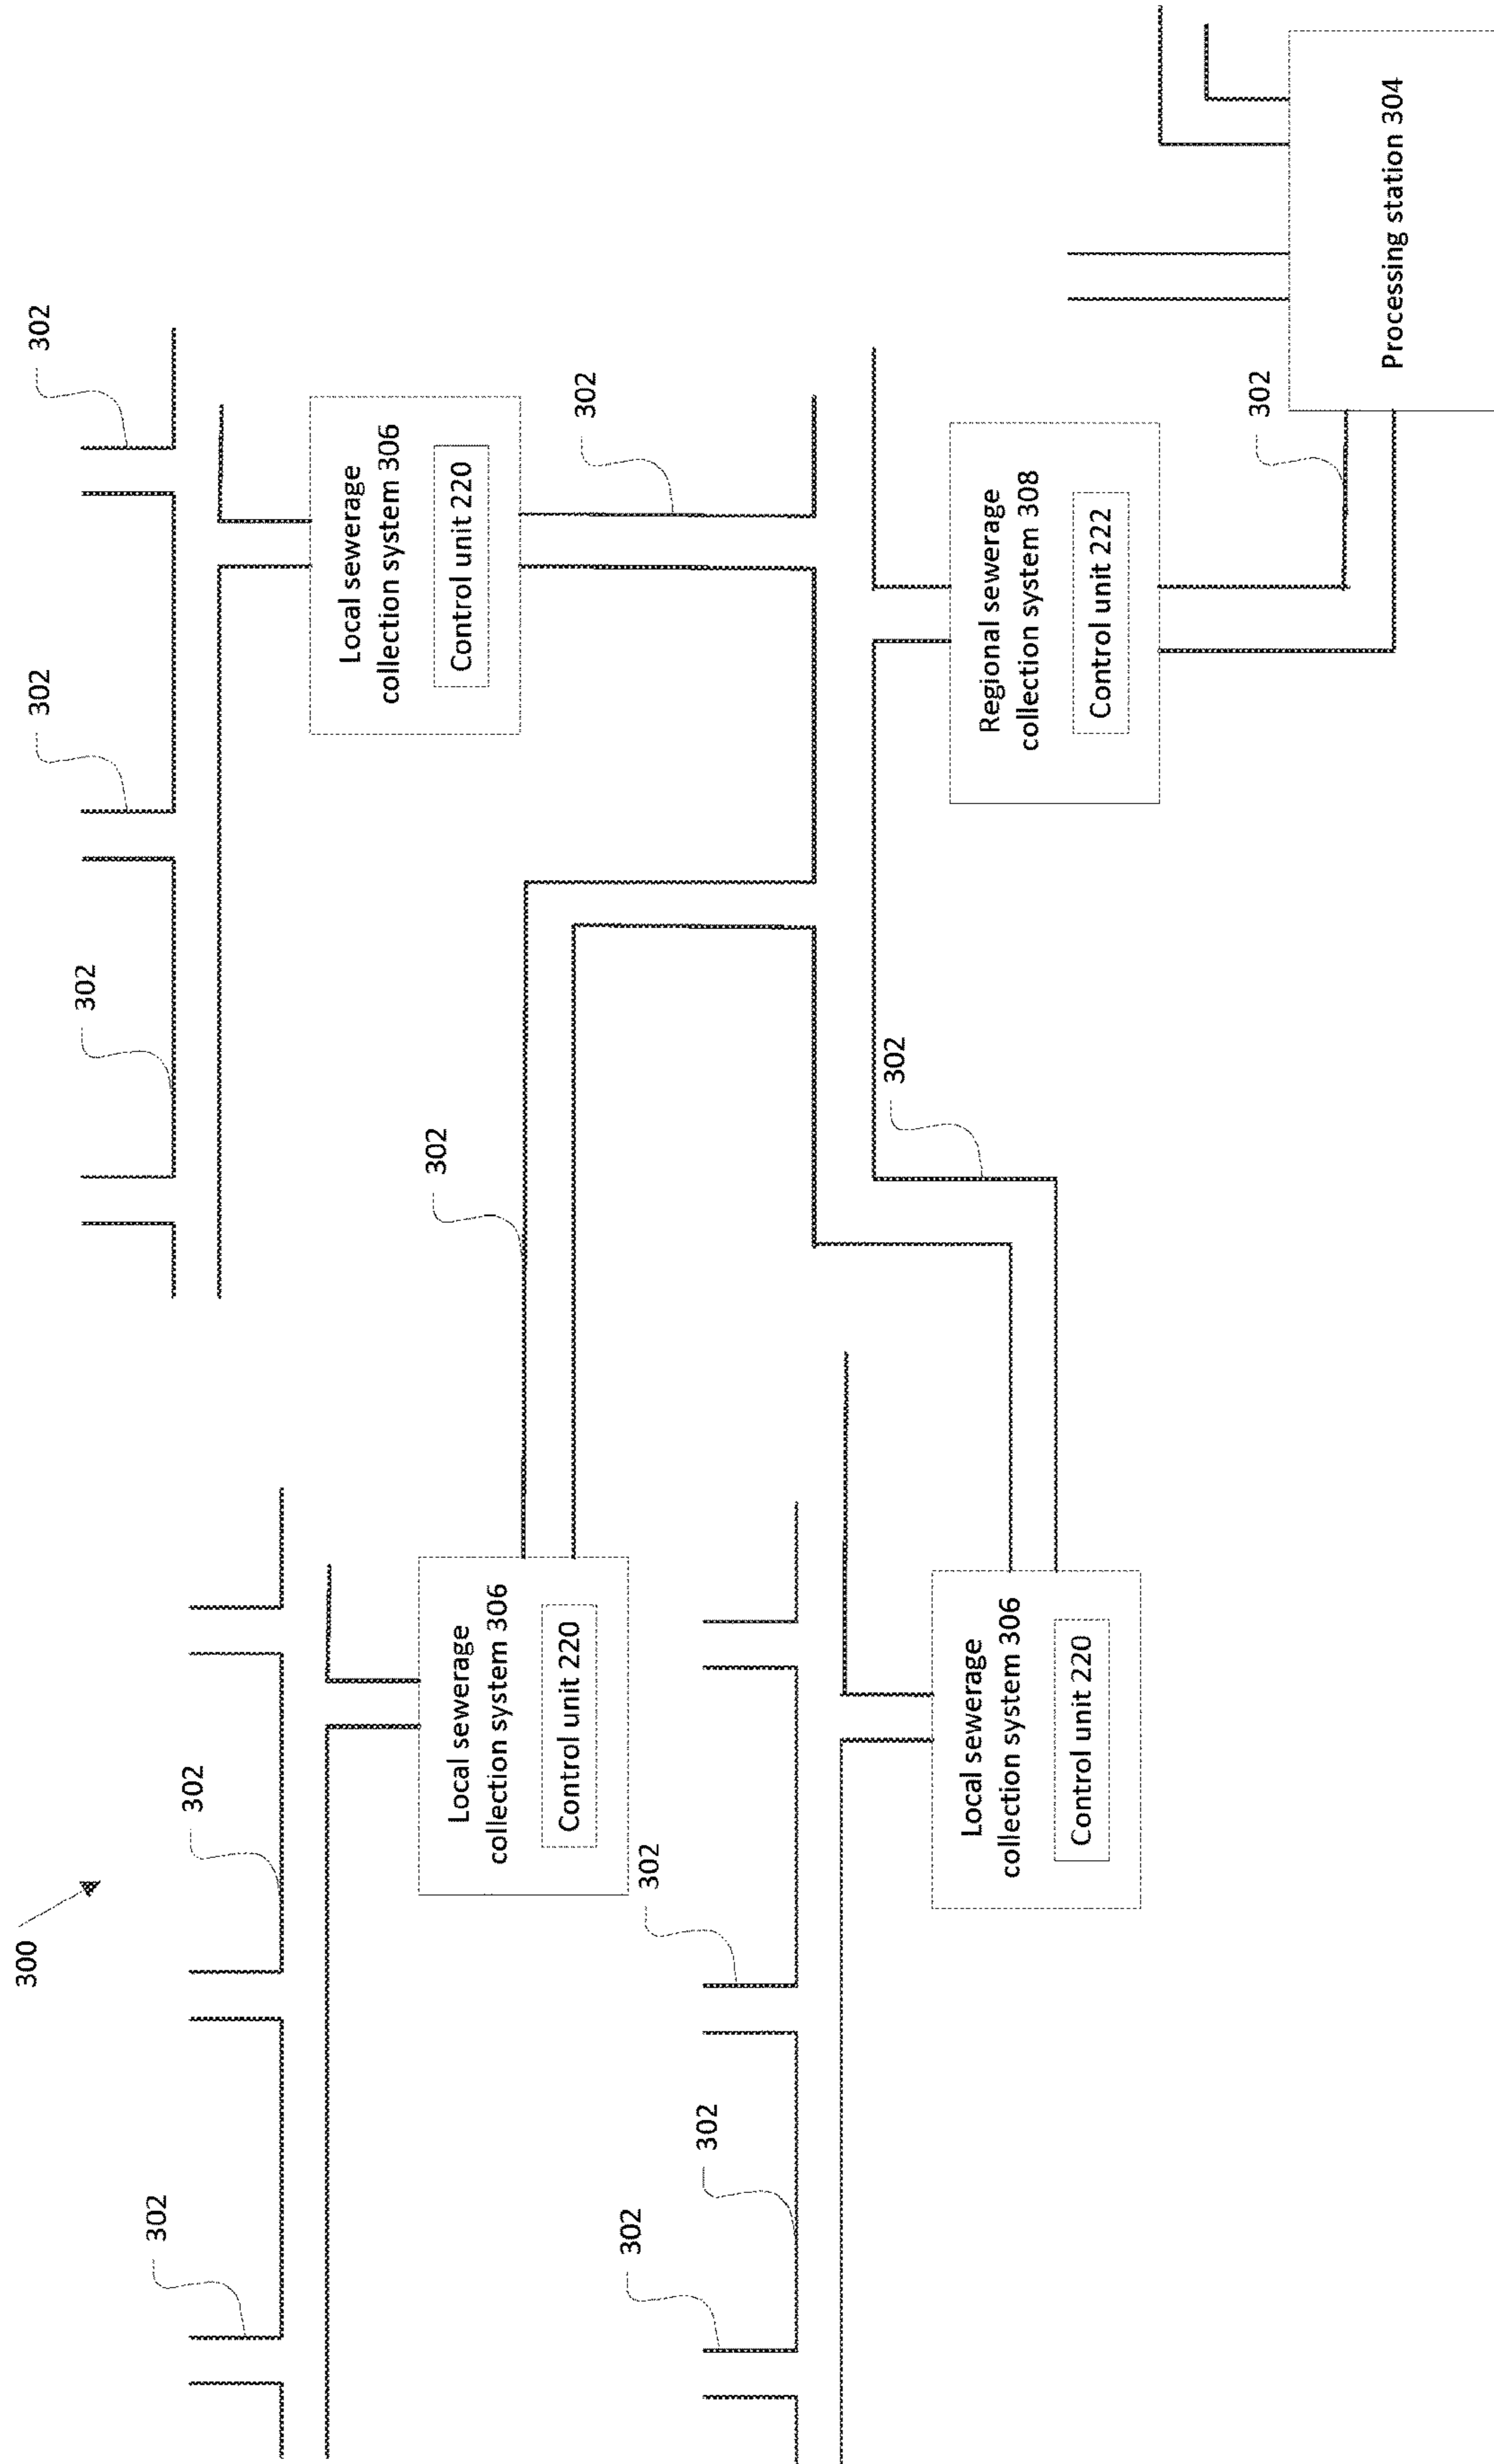 300
302
302
302
302
302
302
302
302
302
302
302
302
Local sewerage
collection system 306
Control unit 220
Local sewerage
collection system 306
Control unit 220
Local sewerage
collection system 306
Control unit 220
Regional sewerage
collection system 308
Control unit 222
Processing station 304